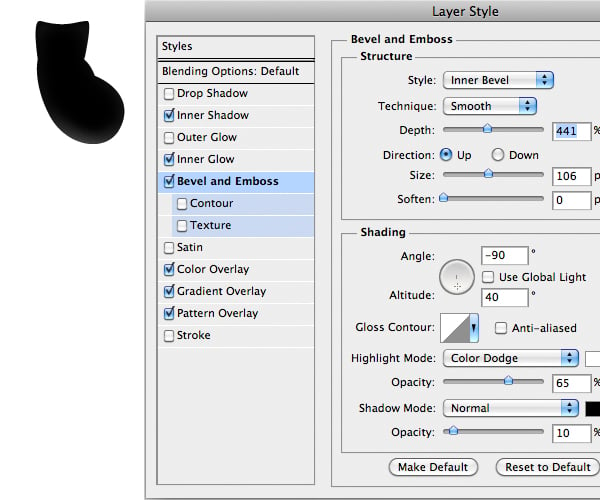 Layer Style
Styles
Blending Options: Default
Drop Shadow
Inner Shadow
Outer Glow
Inner Glow
Bevel and Emboss
Contour
Texture
Satin
Color Overlay
Gradient Overlay
Pattern Overlay
Stroke
Bevel and Emboss
Structure
Style: Inner Bevel
Technique: Smooth
Depth: 441 %
Direction: Up Down
Size: 106 p
Soften: 0 p
Shading
Angle: -90 °
Use Global Light
Altitude: 40 °
Gloss Contour: Anti-aliased
Highlight Mode: Color Dodge
Opacity: 65 %
Shadow Mode: Normal
Opacity: 10 %
Make Default Reset to Default